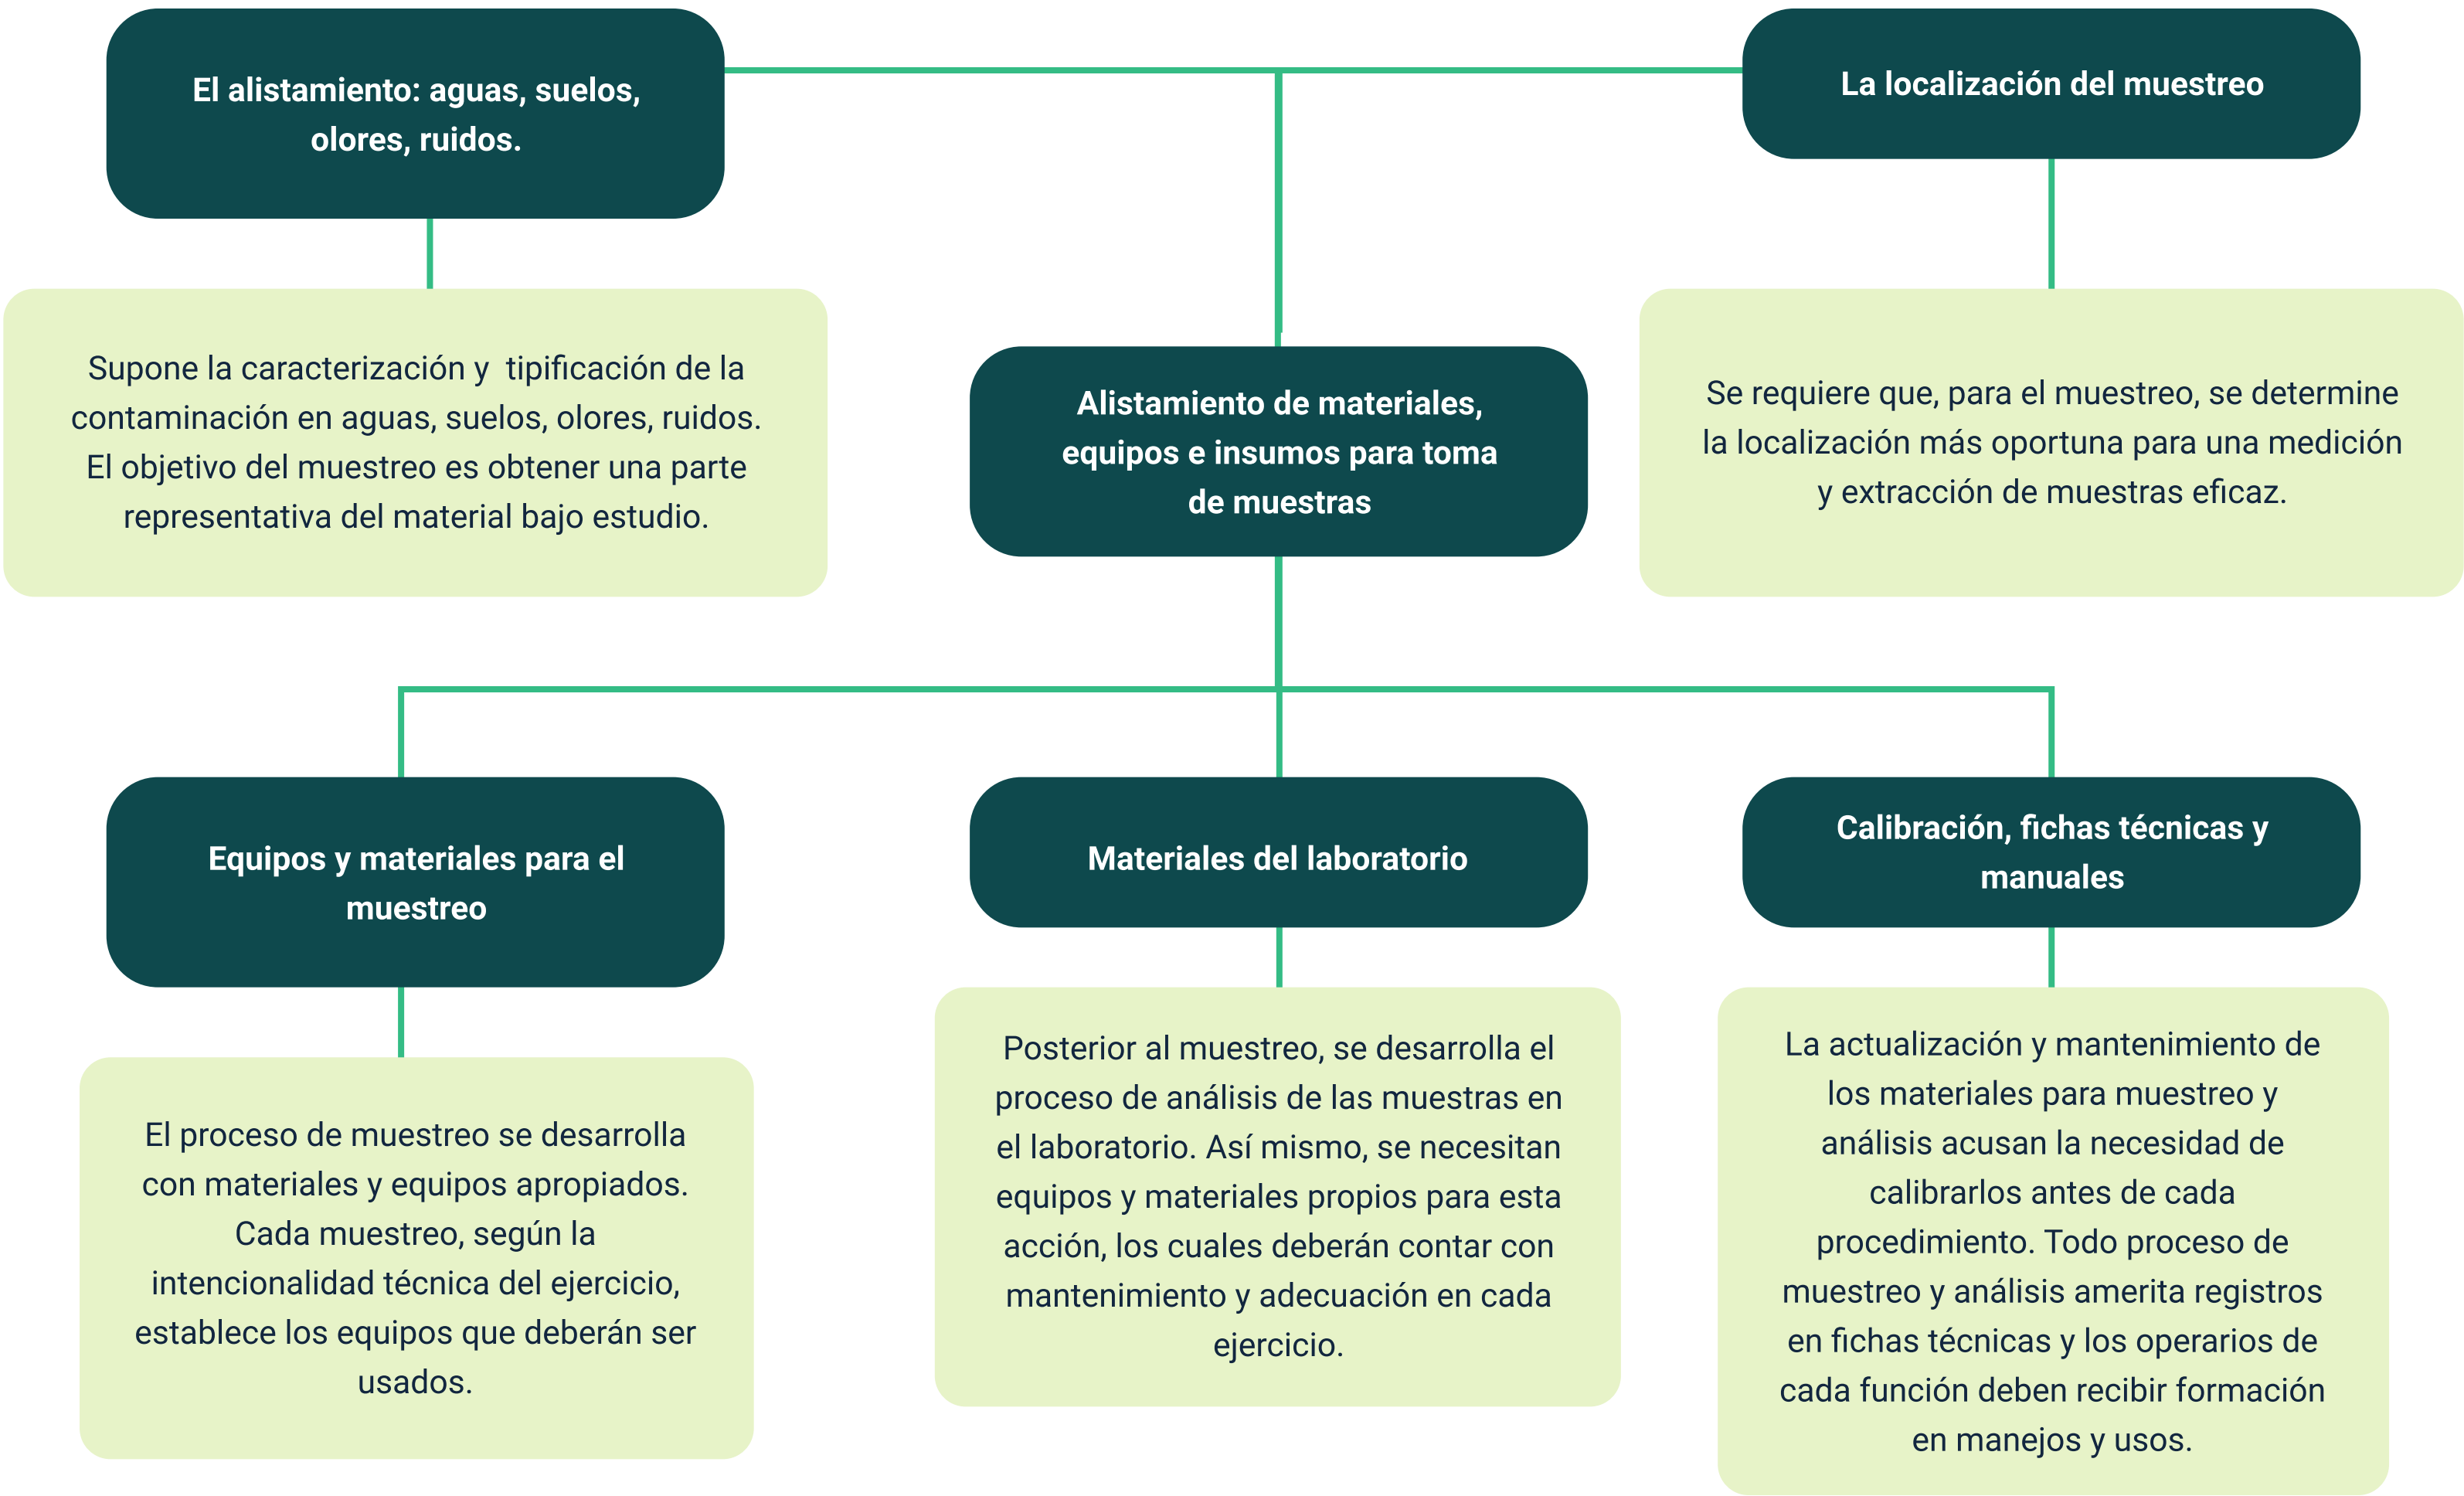 El alistamiento: aguas, suelos,
olores, ruidos.
La localización del muestreo
Supone la caracterización y  tipificación de la
contaminación en aguas, suelos, olores, ruidos.
El objetivo del muestreo es obtener una parte
representativa del material bajo estudio.
Alistamiento de materiales,
equipos e insumos para toma
de muestras
Se requiere que, para el muestreo, se determine
la localización más oportuna para una medición
y extracción de muestras eficaz.
Equipos y materiales para el
muestreo
Materiales del laboratorio
Calibración, fichas técnicas y
manuales
El proceso de muestreo se desarrolla
con materiales y equipos apropiados.
Cada muestreo, según la
intencionalidad técnica del ejercicio,
establece los equipos que deberán ser
usados.
Posterior al muestreo, se desarrolla el
proceso de análisis de las muestras en
el laboratorio. Así mismo, se necesitan
equipos y materiales propios para esta
acción, los cuales deberán contar con
mantenimiento y adecuación en cada
ejercicio.
La actualización y mantenimiento de
los materiales para muestreo y
análisis acusan la necesidad de
calibrarlos antes de cada
procedimiento. Todo proceso de
muestreo y análisis amerita registros
en fichas técnicas y los operarios de
cada función deben recibir formación
en manejos y usos.